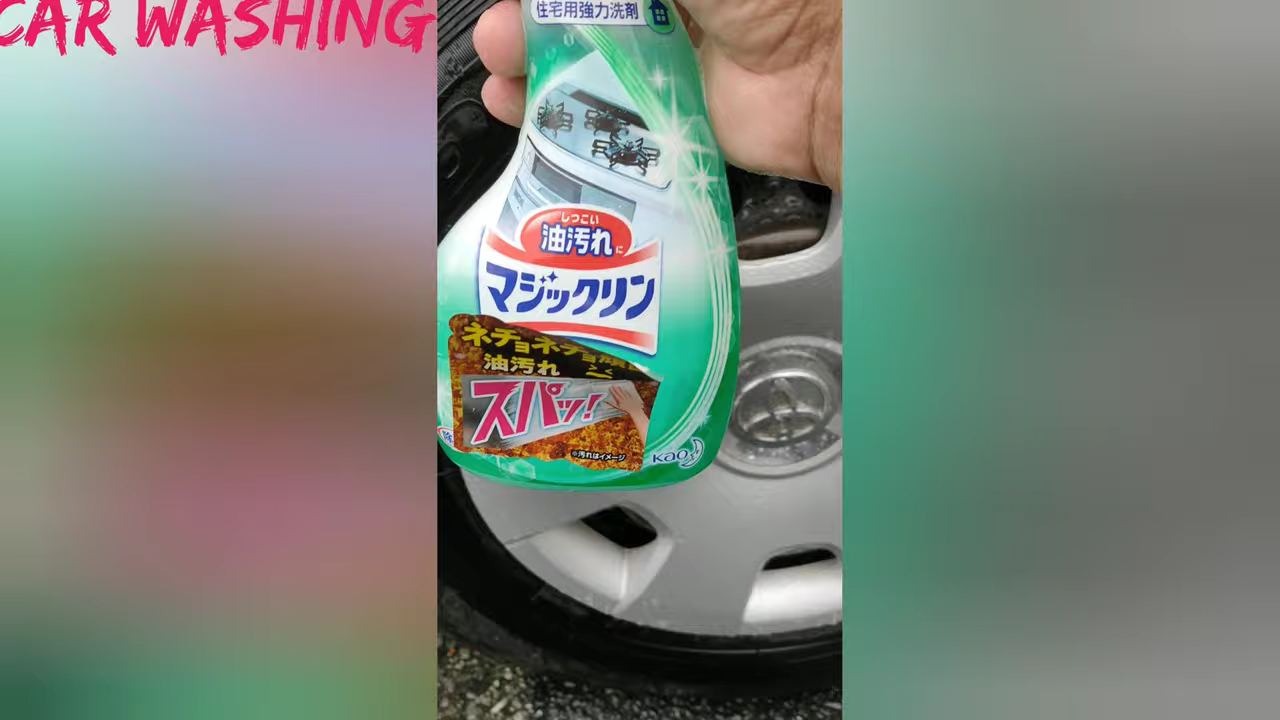 CAR WASHING
住宅用強力洗剤
しつこい
油汚れに
マジックリン
ネチョネチョ
油汚れ
スパッ!
※汚れはイメージ
Kao